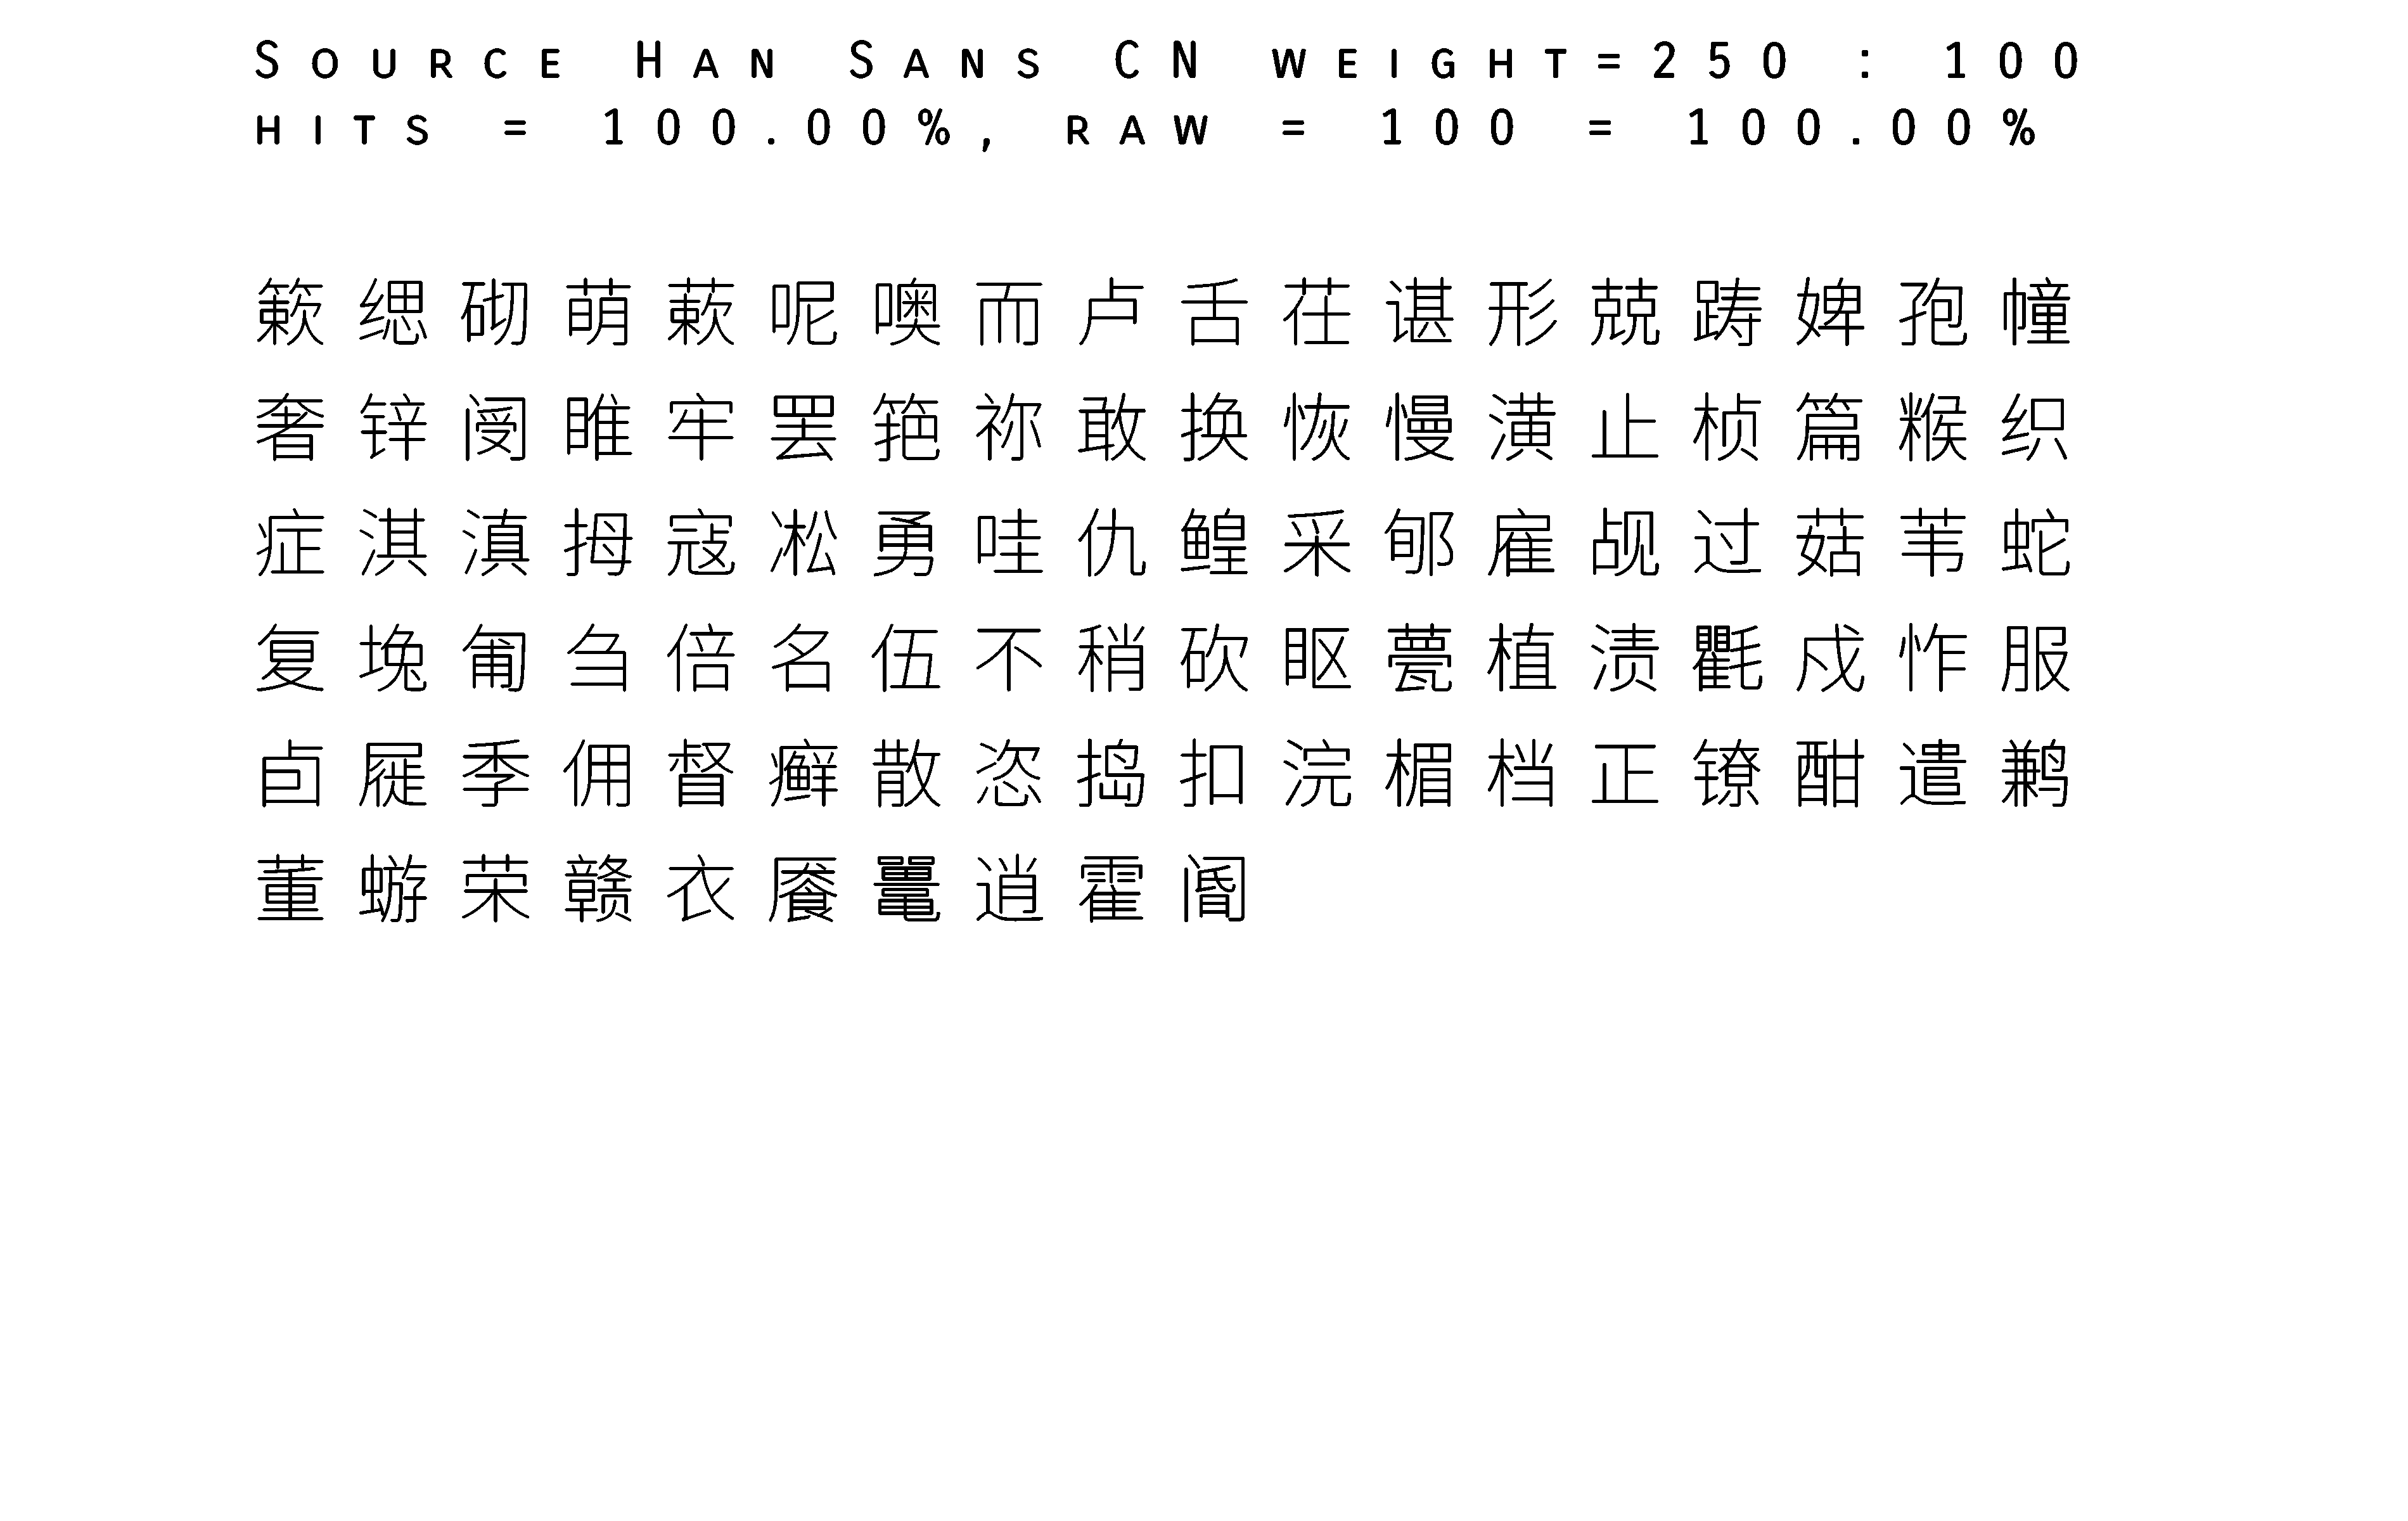 Source Han Sans CN weight=250 : 100
hits = 100.00%, raw = 100 = 100.00%
簌缌砌萌蔌呢噢而卢舌茌谌形兢踌婢孢幢
奢锌阌睢牢罢筢祢敢换恢慢潢止桢篇糇织
症淇滇拇寇凇勇哇仇鳇采郇雇觇过菇苇蛇
复堍匍刍倍名伍不稍砍眍甍植渍氍戍怍服
卣屣季佣督癣散恣捣扣浣楣档正镣酣遣鹣
董蝣荣赣衣餍鼍逍霍阍